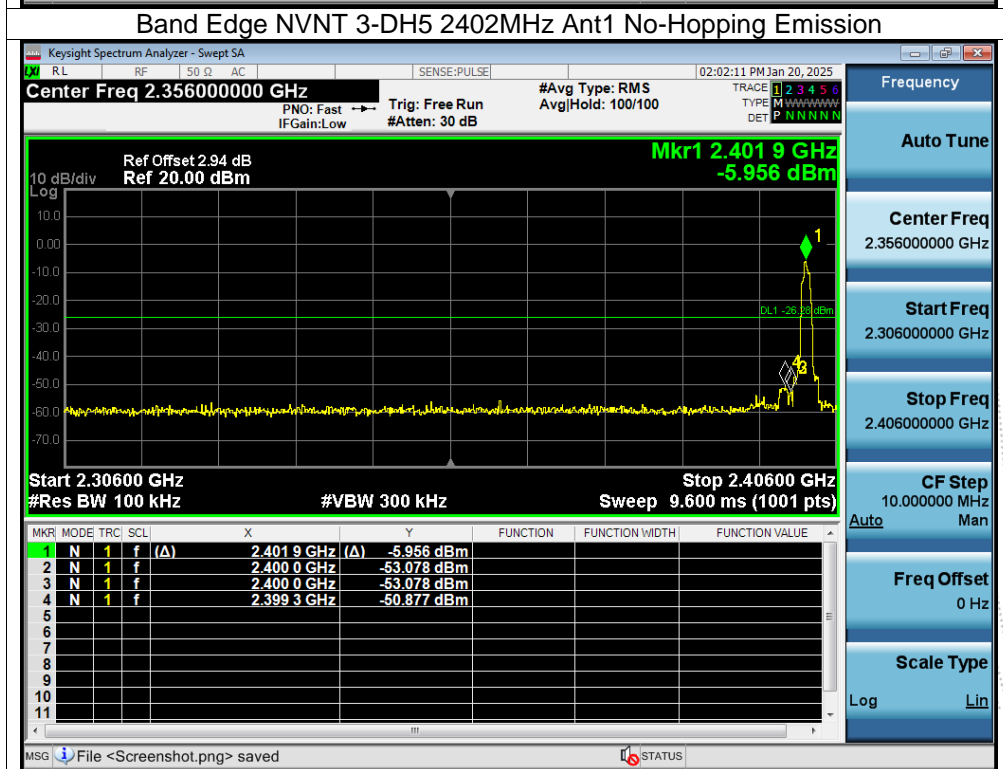 Band Edge NVNT 3-DH5 2402MHz Ant1 No-Hopping Emission
Keysight Spectrum Analyzer - Swept SA
LXI RL RF 50 Ω AC SENSE:PULSE 02:02:11 PM Jan 20, 2025
Center Freq 2.356000000 GHz
PNO: Fast
IFGain:Low
Trig: Free Run
#Atten: 30 dB
#Avg Type: RMS
Avg|Hold: 100/100
TRACE 1 2 3 4 5 6
TYPE M WWWWW
DET P N N N N N
Mkr1 2.401 9 GHz
-5.956 dBm
Ref Offset 2.94 dB
10 dB/div Ref 20.00 dBm
Log
10.0
0.00
-10.0
-20.0
-30.0
-40.0
-50.0
-60.0
-70.0
1
DL1 -26.28 dBm
4
Start 2.30600 GHz Stop 2.40600 GHz
#Res BW 100 kHz #VBW 300 kHz Sweep 9.600 ms (1001 pts)
MKR MODE TRC SCL X Y FUNCTION FUNCTION WIDTH FUNCTION VALUE
1 N 1 f (Δ) 2.401 9 GHz (Δ) -5.956 dBm
2 N 1 f 2.400 0 GHz -53.078 dBm
3 N 1 f 2.400 0 GHz -53.078 dBm
4 N 1 f 2.399 3 GHz -50.877 dBm
5
6
7
8
9
10
11
MSG File <Screenshot.png> saved STATUS
Frequency
Auto Tune
Center Freq
2.356000000 GHz
Start Freq
2.306000000 GHz
Stop Freq
2.406000000 GHz
CF Step
10.000000 MHz
Auto Man
Freq Offset
0 Hz
Scale Type
Log Lin